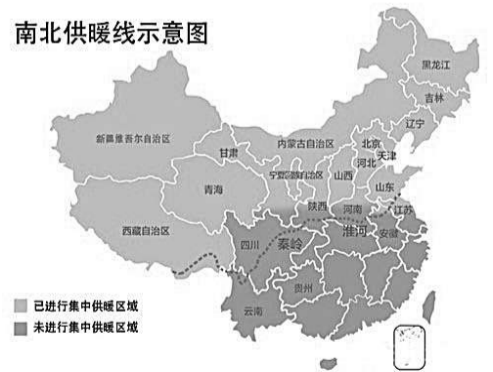 南北供暖线示意图
黑龙江
吉林
辽宁
新疆维吾尔自治区
内蒙古自治区
北京
天津
河北
甘肃
宁夏回族自治区
山西
山东
青海
陕西
河南
江苏
西藏自治区
四川
秦岭
淮河
安徽
贵州
云南
已进行集中供暖区域
未进行集中供暖区域